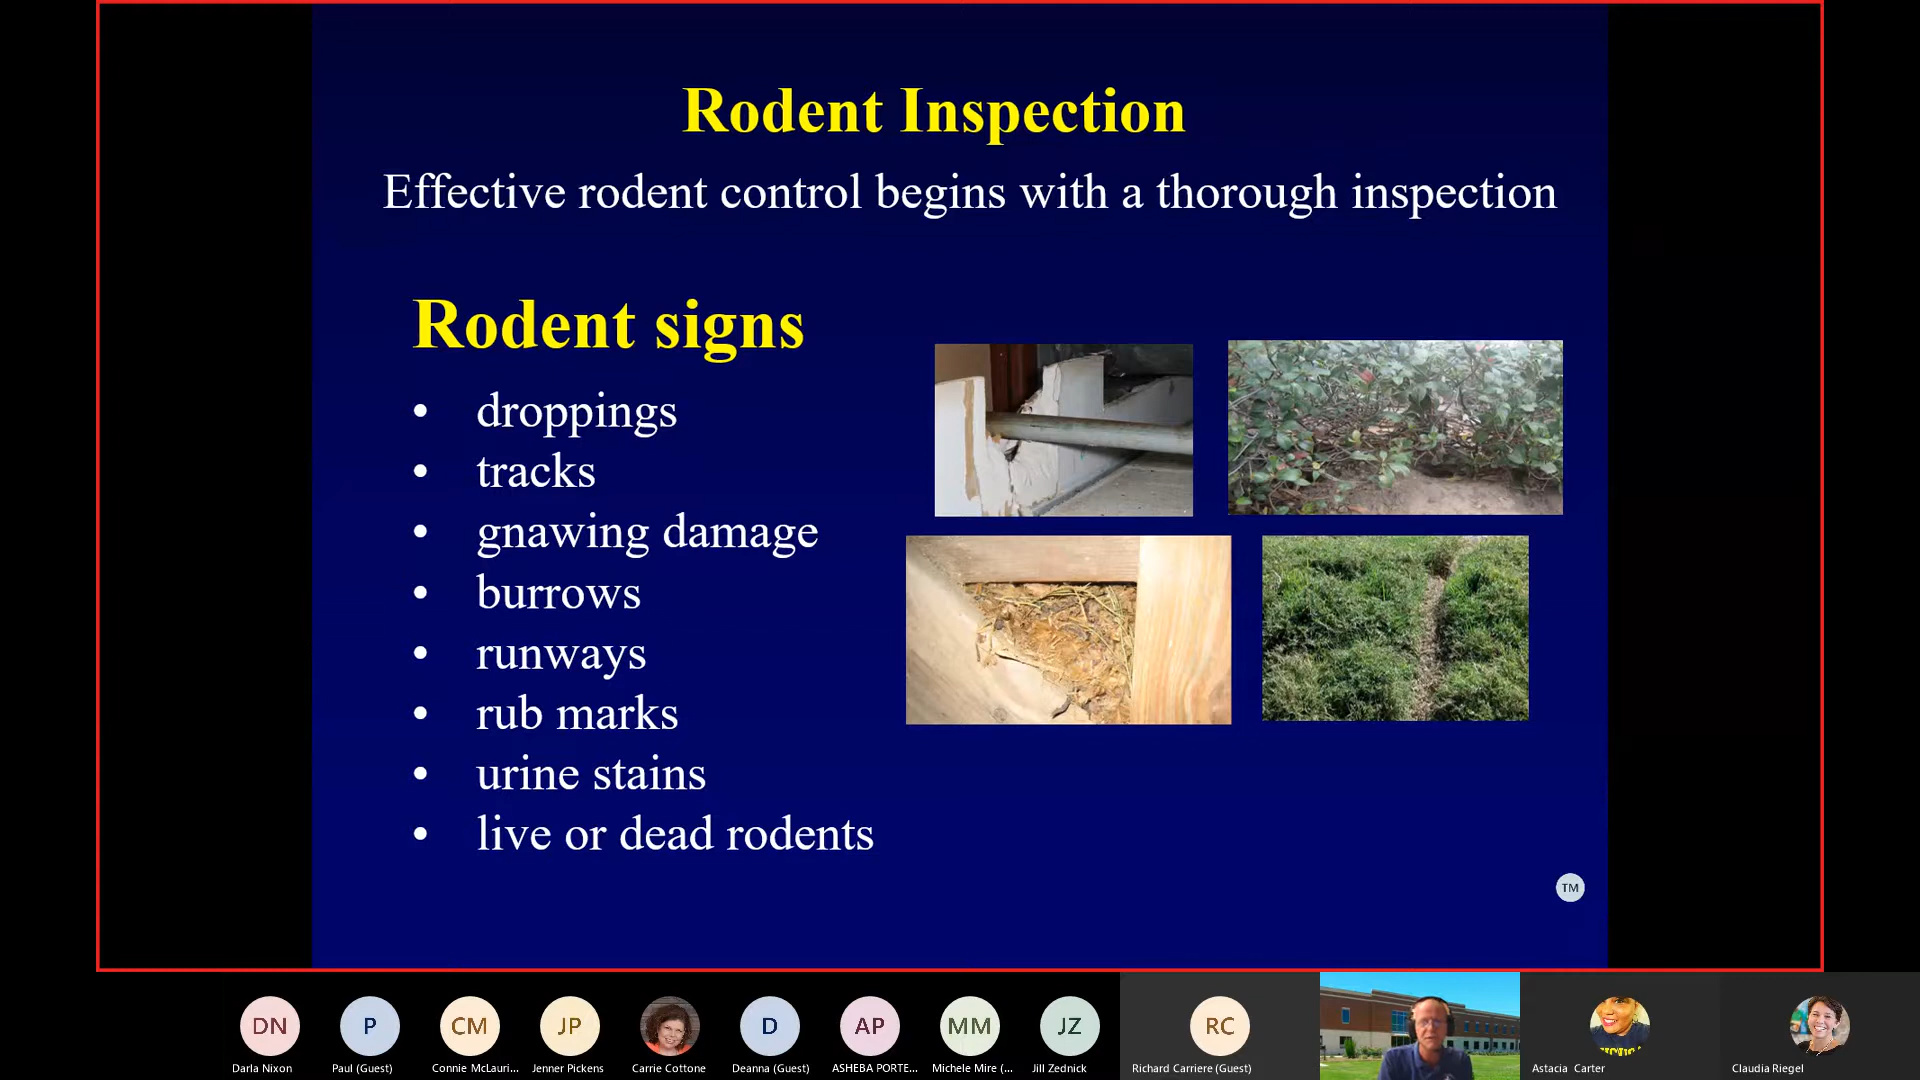 Rodent Inspection
Effective rodent control begins with a thorough inspection
Rodent signs
• droppings
• tracks
• gnawing damage
• burrows
• runways
• rub marks
• urine stains
• live or dead rodents
TM
DN
P
CM
JP
D
AP
MM
JZ
RC
Darla Nixon
Paul (Guest)
Connie McLauri...
Jenner Pickens
Carrie Cottone
Deanna (Guest)
ASHEBA PORTE...
Michele Mire (...
Jill Zednick
Richard Carriere (Guest)
Astacia Carter
Claudia Riegel